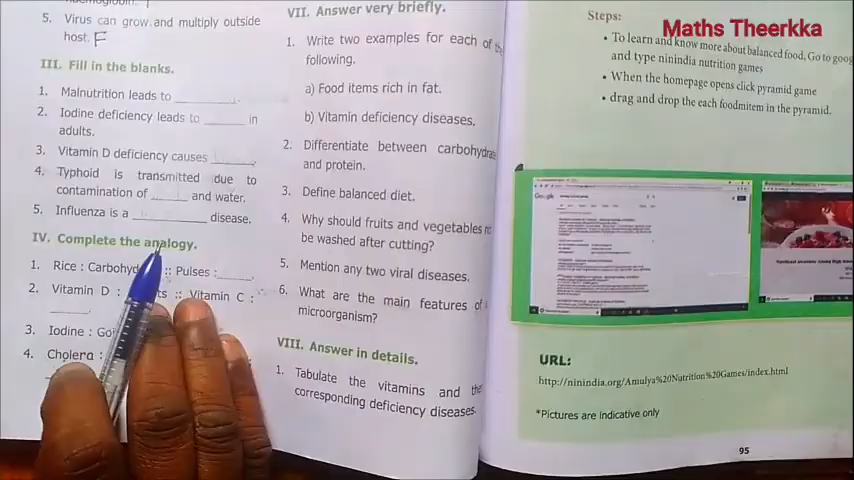 5. Virus can grow and multiply outside
host. F
III. Fill in the blanks.
1. Malnutrition leads to ________.
2. Iodine deficiency leads to ______ in
adults.
3. Vitamin D deficiency causes ______.
4. Typhoid is transmitted due to
contamination of ______ and water.
5. Influenza is a __________ disease.
IV. Complete the analogy.
1. Rice : :: Pulses :______
2. Vitamin D : :: Vitamin C :
______
3. Iodine :
4. Cholera :
VII. Answer very briefly.
1. Write two examples for each of the
following.
a) Food items rich in fat.
b) Vitamin deficiency diseases.
2. Differentiate between carbohydrate
and protein.
3. Define balanced diet.
4. Why should fruits and vegetables
be washed after cutting?
5. Mention any two viral diseases.
6. What are the main features of
microorganism?
VIII. Answer in details.
1. Tabulate the vitamins and the
corresponding deficiency diseases.
Steps:
Maths Theerkka
• To learn and know more about balanced food, Go to
and type ninindia nutrition games
• When the homepage opens click pyramid game
• drag and drop the each fooditem in the pyramid.
Google
URL:
http://ninindia.org/Amulya%20Nutrition%20Games/index.html
*Pictures are indicative only
95